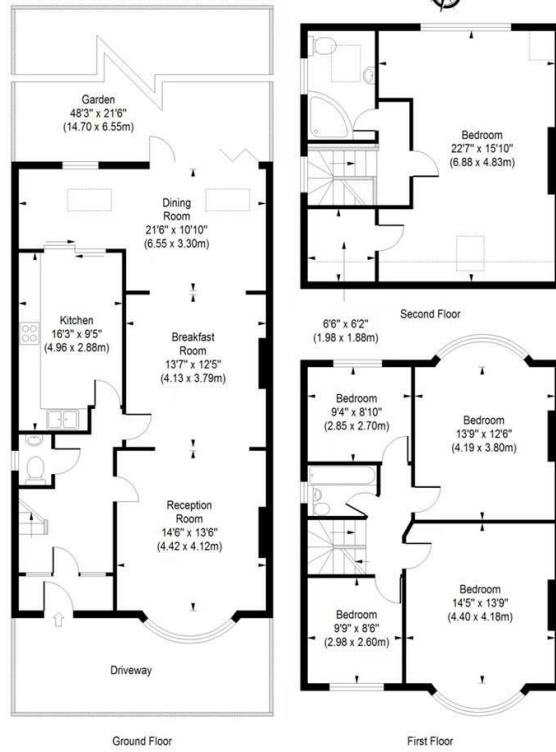 Garden
48'3" x 21'6"
(14.70 x 6.55m)
Dining
Room
21'6" x 10'10"
(6.55 x 3.30m)
Kitchen
16'3" x 9'5"
(4.96 x 2.88m)
Breakfast
Room
13'7" x 12'5"
(4.13 x 3.79m)
Reception
Room
14'6" x 13'6"
(4.42 x 4.12m)
Driveway
Ground Floor
Bedroom
22'7" x 15'10"
(6.88 x 4.83m)
6'6" x 6'2"
(1.98 x 1.88m)
Second Floor
Bedroom
9'4" x 8'10"
(2.85 x 2.70m)
Bedroom
13'9" x 12'6"
(4.19 x 3.80m)
Bedroom
9'9" x 8'6"
(2.98 x 2.60m)
Bedroom
14'5" x 13'9"
(4.40 x 4.18m)
First Floor